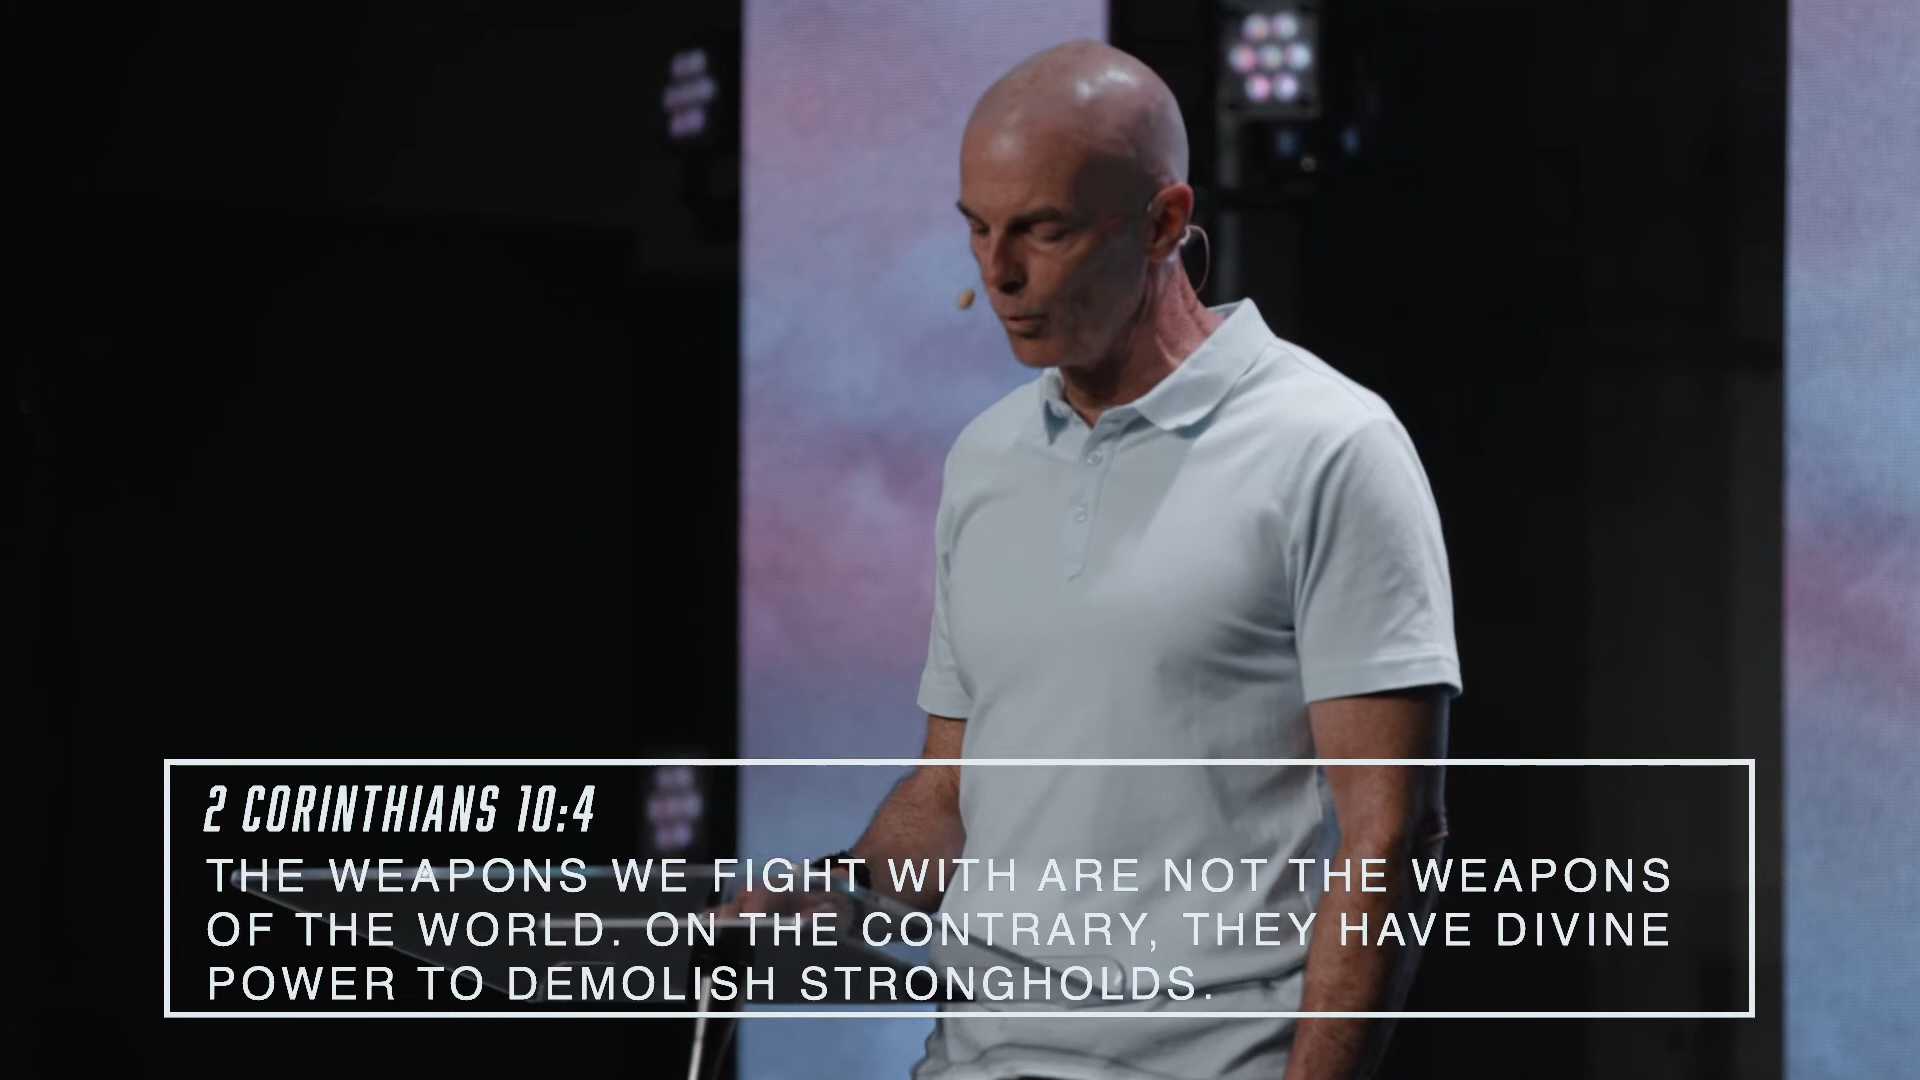 2 CORINTHIANS 10:4
THE WEAPONS WE FIGHT WITH ARE NOT THE WEAPONS
OF THE WORLD. ON THE CONTRARY, THEY HAVE DIVINE
POWER TO DEMOLISH STRONGHOLDS.